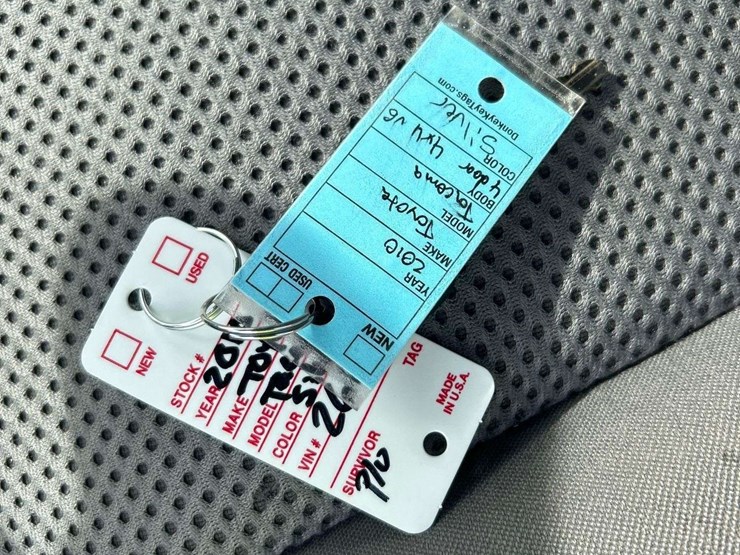 NEW
USED CERT
YEAR 2010
MAKE Toyota
MODEL Tacoma
BODY 4 door 4x4 V6
COLOR Silver
DonkeyKeyTags.com
NEW
USED
STOCK #
YEAR
MAKE
MODEL
COLOR
VIN #
SURVIVOR TAG
P/U
MADE
IN U.S.A.